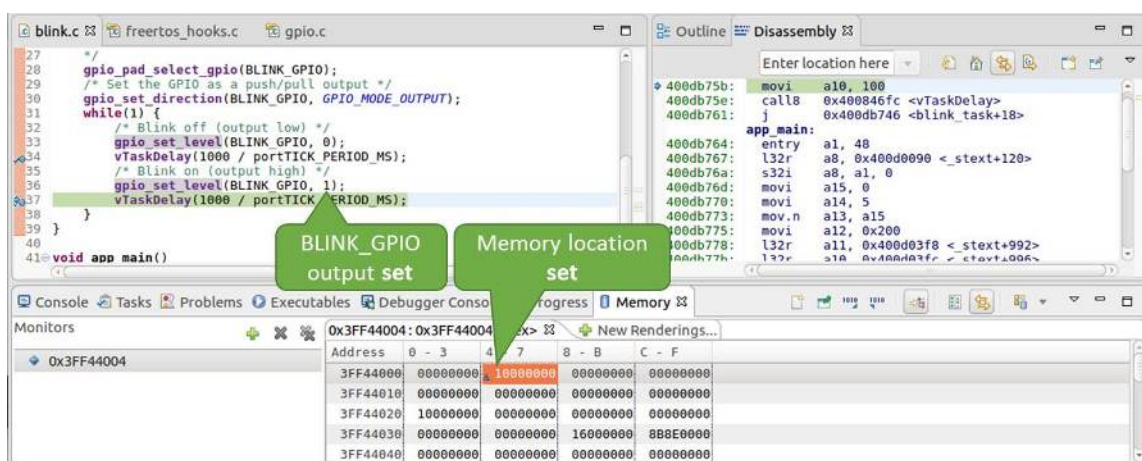 blink.c freertos_hooks.c gpio.c
27 */
28 gpio_pad_select_gpio(BLINK_GPIO);
29 /* Set the GPIO as a push/pull output */
30 gpio_set_direction(BLINK_GPIO, GPIO_MODE_OUTPUT);
31 while(1) {
32 /* Blink off (output low) */
33 gpio_set_level(BLINK_GPIO, 0);
34 vTaskDelay(1000 / portTICK_PERIOD_MS);
35 /* Blink on (output high) */
36 gpio_set_level(BLINK_GPIO, 1);
37 vTaskDelay(1000 / portTICK PERIOD_MS);
38 }
39 }
40
41 void app_main()
BLINK_GPIO
output set
Memory location
set
Outline Disassembly
Enter location here
400db75b: movi a10, 100
400db75e: call8 0x400846fc <vTaskDelay>
400db761: j 0x400db746 <blink_task+18>
app_main:
400db764: entry a1, 48
400db767: l32r a8, 0x400d0090 <_stext+120>
400db76a: s32i a8, a1, 0
400db76d: movi a15, 0
400db770: movi a14, 5
400db773: mov.n a13, a15
400db775: movi a12, 0x200
400db778: l32r a11, 0x400d03f8 <_stext+992>
400db77b: l32r a10, 0x400d03fc <_stext+996>
Console Tasks Problems Executables Debugger Conso rogress Memory
Monitors
0x3FF44004
0x3FF44004:0x3FF44004 ex> New Renderings...
Address 0 - 3 4 7 8 - B C - F
3FF44000 00000000 10000000 00000000 00000000
3FF44010 00000000 00000000 00000000 00000000
3FF44020 10000000 00000000 00000000 00000000
3FF44030 00000000 00000000 16000000 8B8E0000
3FF44040 00000000 00000000 00000000 00000000